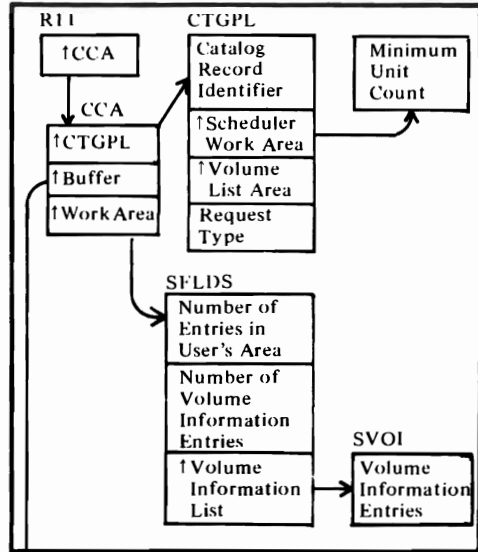 R11
↑CCA
CCA
↑CTGPL
↑Buffer
↑Work Area
CTGPL
Catalog
Record
Identifier
↑Scheduler
Work Area
↑Volume
List Area
Request
Type
Minimum
Unit
Count
SFLDS
Number of
Entries in
User's Area
Number of
Volume
Information
Entries
↑Volume
Information
List
SVOI
Volume
Information
Entries